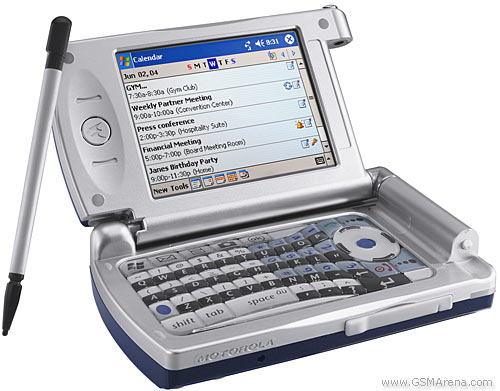 Calendar 8:31
Jun 02, 04 S M T W T F S
GYM...
7:30a-8:30a (Gym Club)
Weekly Partner Meeting
9:00a-10:00a (Convention Center)
Press conference
2:00p-3:30p (Hospitality Suite)
Financial Meeting
5:00p-7:00p (Board Meeting Room)
Janes Birthday Party
9:00p-11:30p (Home)
New Tools
shift tab space
MOTOROLA
www.GSMArena.com